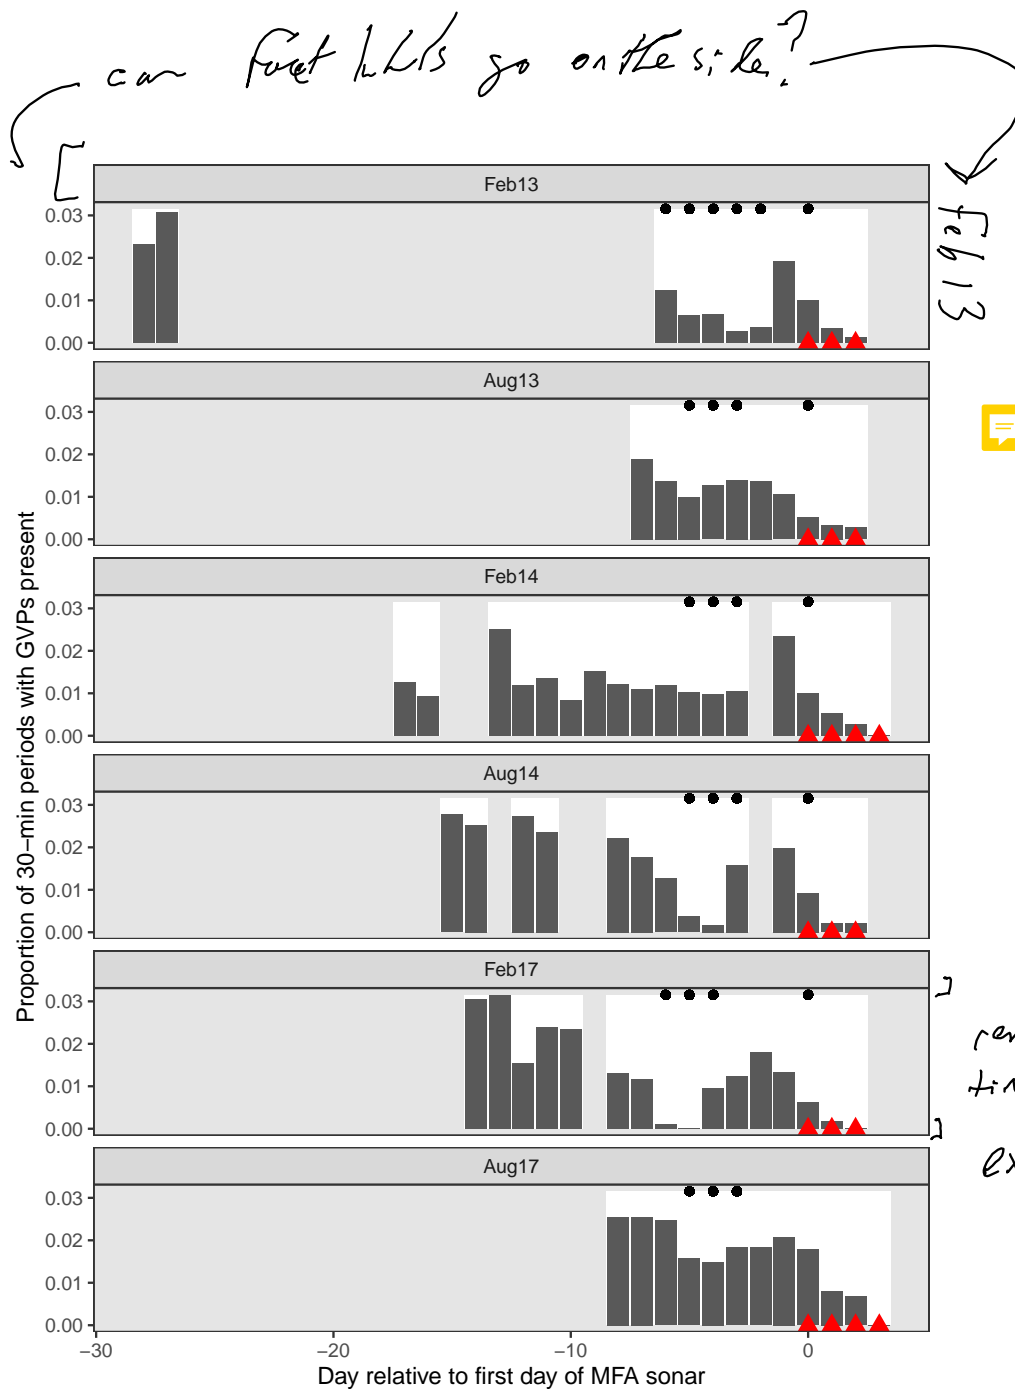 can facet labels go on the side?
Feb13
0.03
0.02
0.01
0.00
Feb 13
Aug13
0.03
0.02
0.01
0.00
Feb14
0.03
0.02
0.01
0.00
Aug14
0.03
0.02
0.01
0.00
Feb17
0.03
0.02
0.01
0.00
Aug17
0.03
0.02
0.01
0.00
Proportion of 30−min periods with GVPs present
−30 −20 −10 0
Day relative to first day of MFA sonar